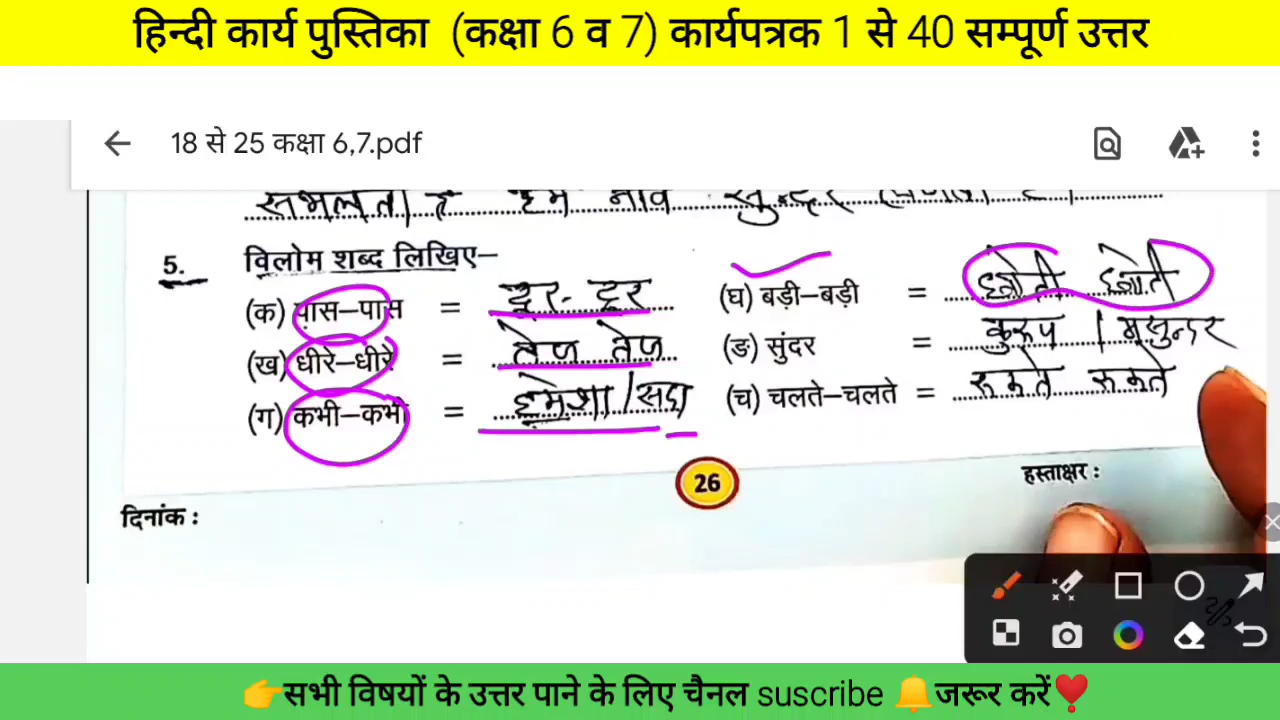 हिन्दी कार्य पुस्तिका (कक्षा 6 व 7) कार्यपत्रक 1 से 40 सम्पूर्ण उत्तर
18 से 25 कक्षा 6,7.pdf
हम नाव सुन्दर
5. विलोम शब्द लिखिए–
(क) पास–पास = दूर- दूर
(ख) धीरे–धीरे = तेज तेज
(ग) कभी–कभी = हमेशा/सदा
(घ) बड़ी–बड़ी = छोटी छोटी
(ङ) सुंदर = कुरूप / असुन्दर
(च) चलते–चलते = रुकते रुकते
26
हस्ताक्षर :
दिनांक :
👉सभी विषयों के उत्तर पाने के लिए चैनल suscribe 🔔जरूर करें❣️